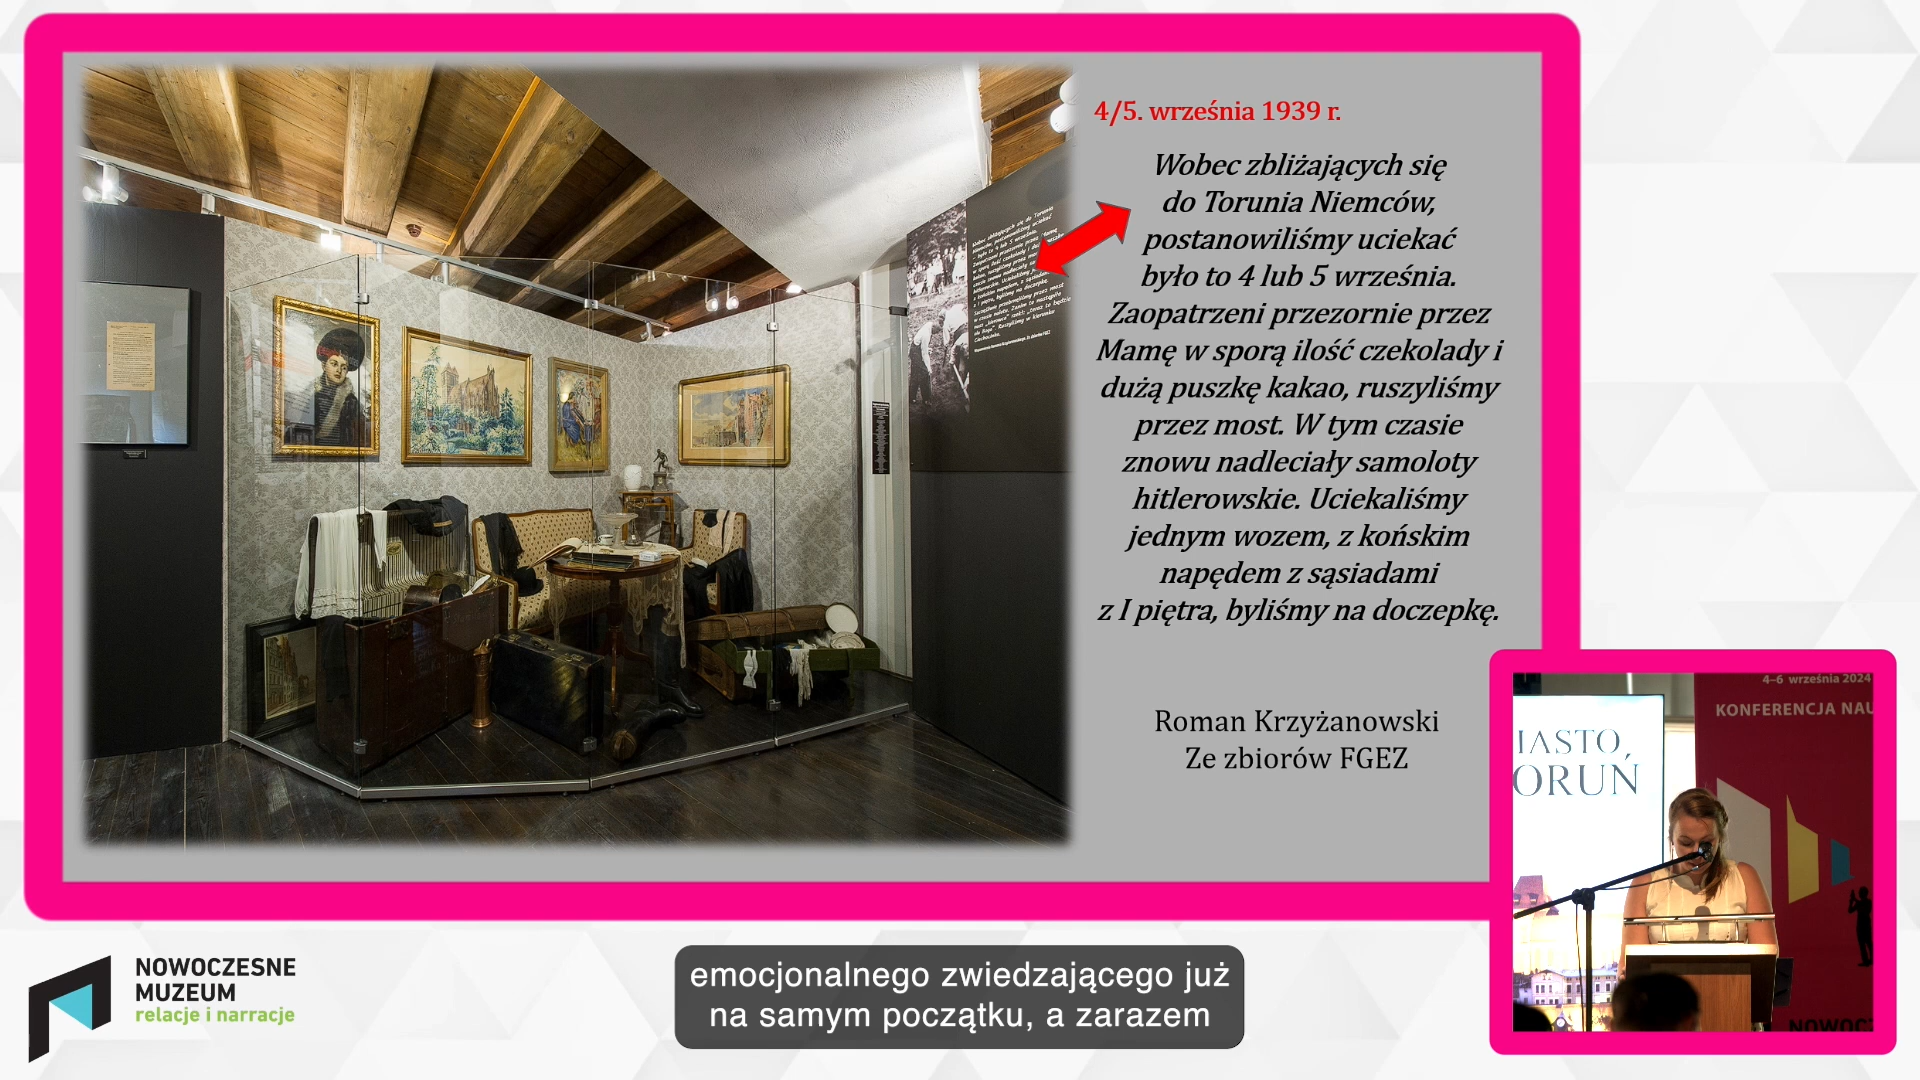 4/5. września 1939 r.
Wobec zbliżających się
do Torunia Niemców,
postanowiliśmy uciekać
było to 4 lub 5 września.
Zaopatrzeni przezornie przez
Mamę w sporą ilość czekolady i
dużą puszkę kakao, ruszyliśmy
przez most. W tym czasie
znowu nadleciały samoloty
hitlerowskie. Uciekaliśmy
jednym wozem, z końskim
napędem z sąsiadami
z I piętra, byliśmy na doczepkę.
Roman Krzyżanowski
Ze zbiorów FGEZ
4–6 września 2024
KONFERENCJA NAU
IASTO,
ORUŃ
NOWOCZ
NOWOCZESNE
MUZEUM
relacje i narracje
emocjonalnego zwiedzającego już
na samym początku, a zarazem